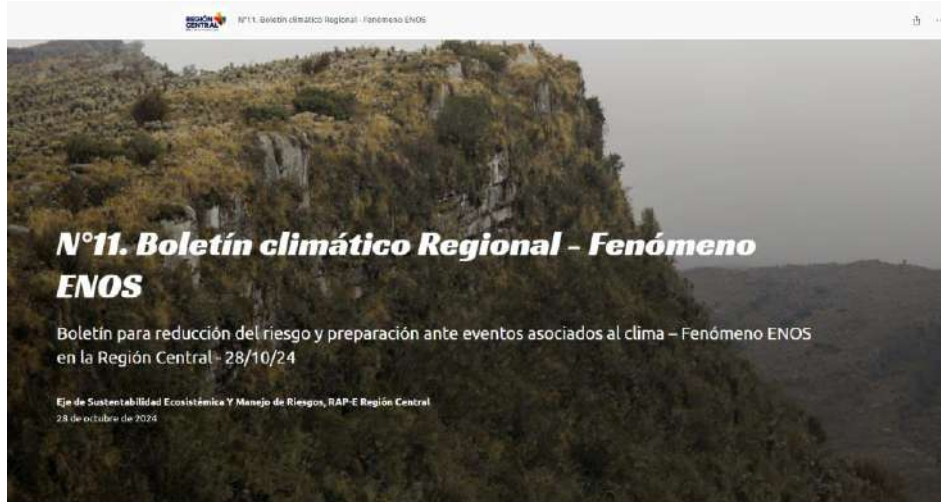 REGIÓN
CENTRAL
N°11. Boletín climático Regional - Fenómeno ENOS
N°11. Boletín climático Regional - Fenómeno
ENOS
Boletín para reducción del riesgo y preparación ante eventos asociados al clima – Fenómeno ENOS
en la Región Central - 28/10/24
Eje de Sustentabilidad Ecosistémica Y Manejo de Riesgos, RAP-E Región Central
28 de octubre de 2024